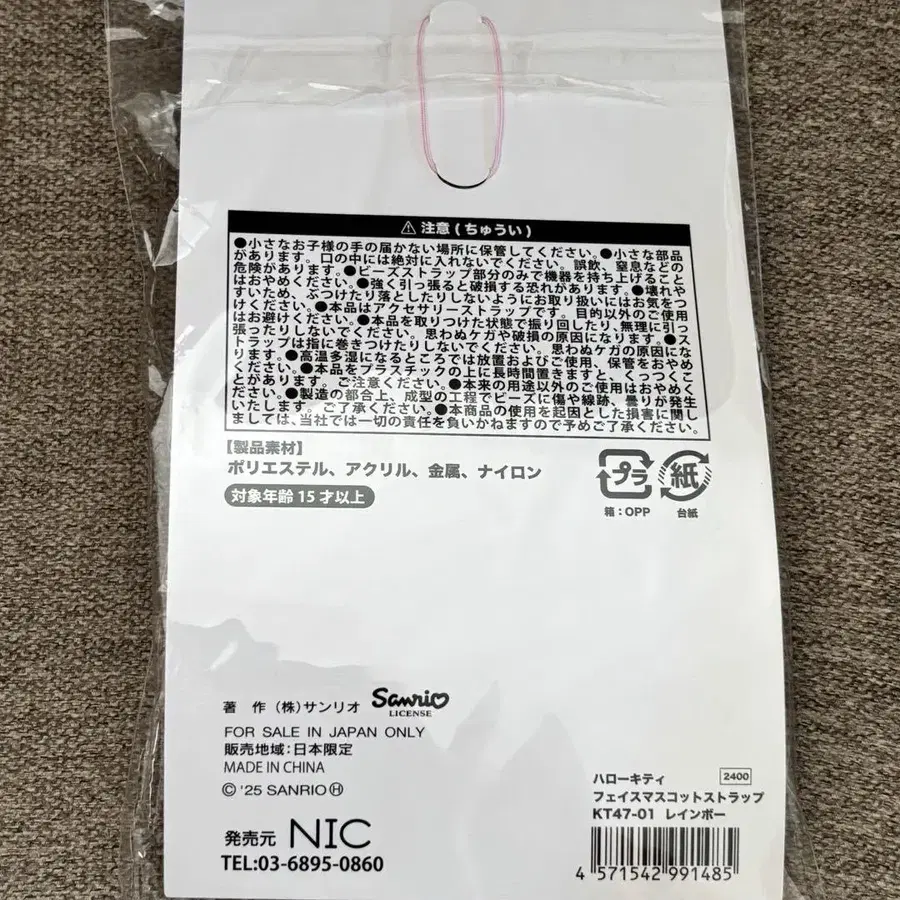 ⚠ 注意(ちゅうい)
●小さなお子様の手の届かない場所に保管してください。●小さな部品
があります。口の中には絶対に入れないでください。誤飲、窒息などの
危険があります。●ビーズストラップ部分のみで機器を持ち上げること
はおやめください。●強く引っ張ると破損する恐れがあります。●壊れや
すいため、ぶつけたり落としたりしないようにお取り扱いにはお気をつ
けください。●本品はアクセサリーストラップです。目的以外のご使用
はお避けください。●本品を取りつけた状態で振り回したり、無理に引っ
張ったりしないでください。思わぬケガや破損の原因になります。●ス
トラップは指に巻きつけたりしないでください。思わぬケガの原因にな
ります。●高温多湿になるところでは放置およびご使用、保管をおやめ
ください。●本品をプラスチックの上に長時間置きますと、くっつくこ
とがあります。ご注意ください。●本来の用途以外のご使用はおやめく
ださい。●製造の都合上、成型の工程でビーズに傷や線跡、曇りが発生
いたします。ご了承ください。●本商品の使用を起因とした損害に関し
ましては、当社では一切の責任を負いかねますので予めご了承ください。
【製品素材】
ポリエステル、アクリル、金属、ナイロン
対象年齢15才以上
プラ 紙
箱:OPP 台紙
著 作 (株)サンリオ Sanrio
LICENSE
FOR SALE IN JAPAN ONLY
販売地域:日本限定
MADE IN CHINA
© '25 SANRIO Ⓗ
発売元 NIC
TEL:03-6895-0860
ハローキティ 2400
フェイスマスコットストラップ
KT47-01 レインボー
4 571542 991485